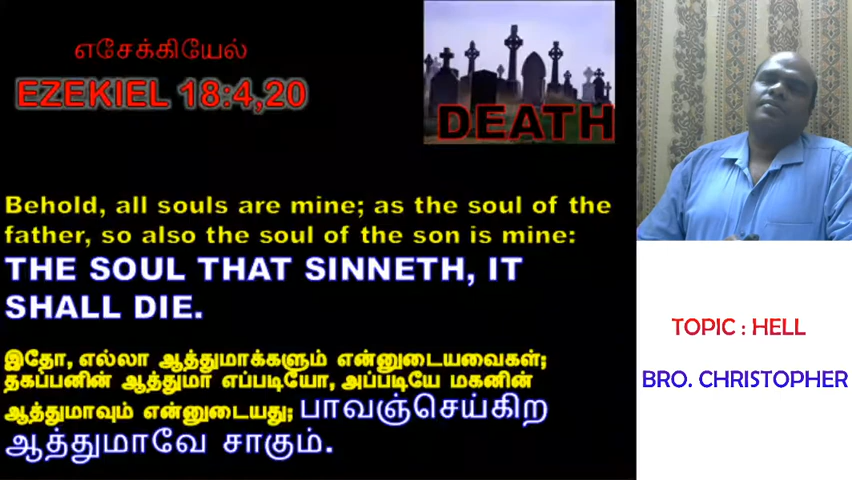 எசேக்கியேல்
EZEKIEL 18:4,20
DEATH
Behold, all souls are mine; as the soul of the
father, so also the soul of the son is mine:
THE SOUL THAT SINNETH, IT
SHALL DIE.
இதோ, எல்லா ஆத்துமாக்களும் என்னுடையவைகள்;
தகப்பனின் ஆத்துமா எப்படியோ, அப்படியே மகனின்
ஆத்துமாவும் என்னுடையது; பாவஞ்செய்கிற
ஆத்துமாவே சாகும்.
TOPIC : HELL
BRO. CHRISTOPHER